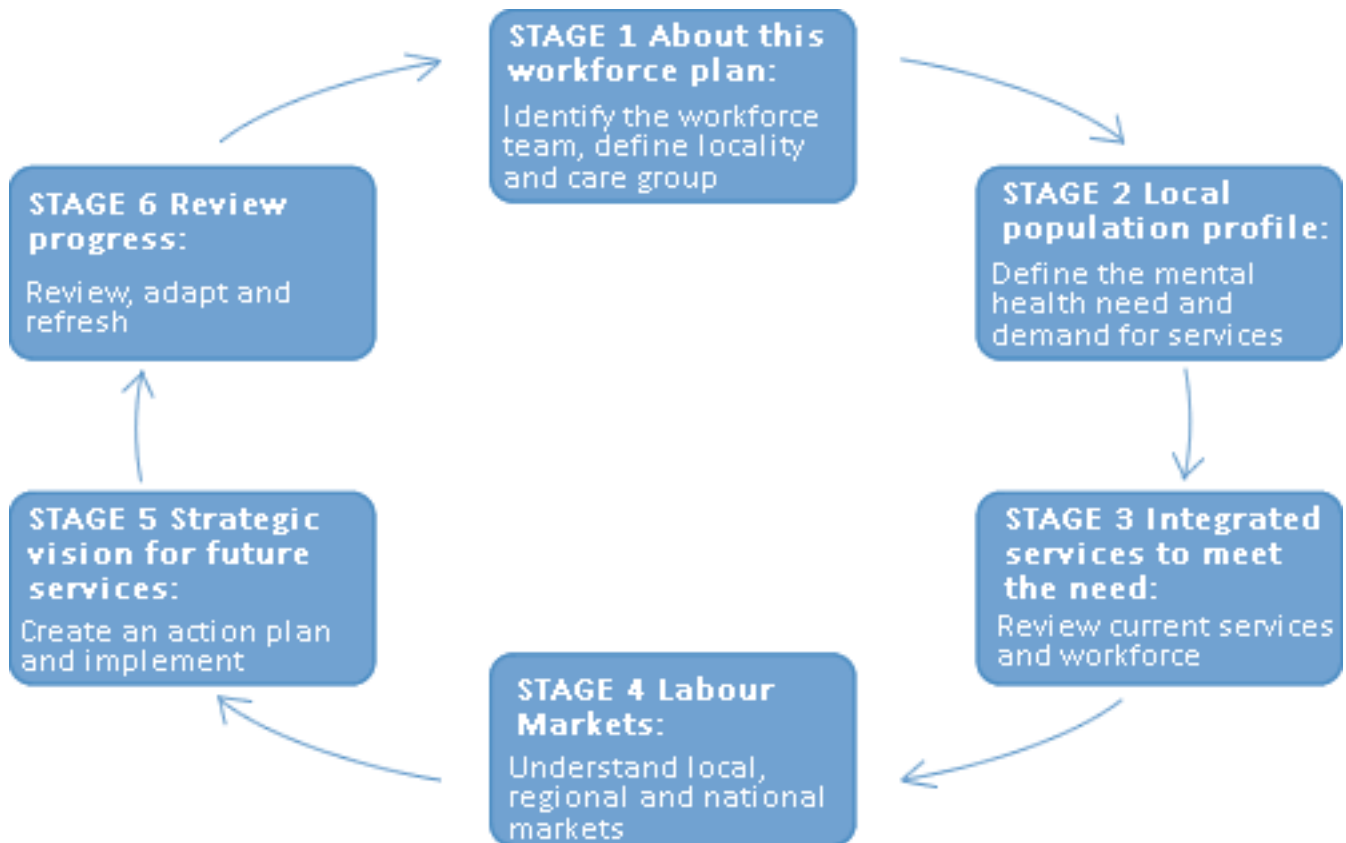 STAGE 1 About this
workforce plan:
Identify the workforce
team, define locality
and care group
STAGE 2 Local
population profile:
Define the mental
health need and
demand for services
STAGE 3 Integrated
services to meet
the need:
Review current services
and workforce
STAGE 4 Labour
Markets:
Understand local,
regional and national
markets
STAGE 5 Strategic
vision for future
services:
Create an action plan
and implement
STAGE 6 Review
progress:
Review, adapt and
refresh